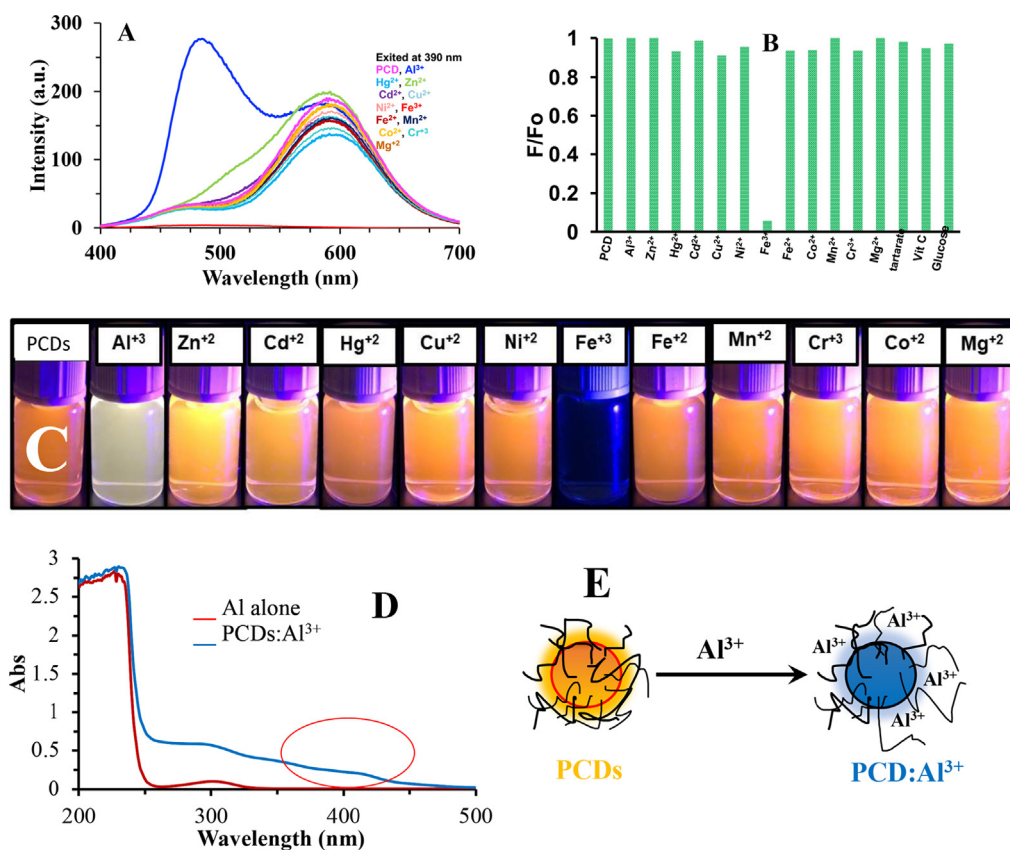 A
300
200
100
0
400
500
600
700
Intensity (a.u.)
Wavelength (nm)
Exited at 390 nm
PCD, Al³⁺
Hg²⁺, Zn²⁺
Cd²⁺, Cu²⁺
Ni²⁺, Fe³⁺
Fe²⁺, Mn²⁺
Co²⁺, Cr⁺³
Mg⁺²
B
1
0.8
0.6
0.4
0.2
0
F/Fo
PCD
Al³⁺
Zn²⁺
Hg²⁺
Cd²⁺
Cu²⁺
Ni²⁺
Fe³⁺
Fe²⁺
Co²⁺
Mn²⁺
Cr³⁺
Mg²⁺
tartarate
Vit C
Glucose
PCDs
Al⁺³
Zn⁺²
Cd⁺²
Hg⁺²
Cu⁺²
Ni⁺²
Fe⁺³
Fe⁺²
Mn⁺²
Cr⁺³
Co⁺²
Mg⁺²
C
D
3
2.5
2
1.5
1
0.5
0
200
300
400
500
Abs
Wavelength (nm)
Al alone
PCDs:Al³⁺
E
Al³⁺
PCDs
Al³⁺
Al³⁺
Al³⁺
Al³⁺
PCD:Al³⁺